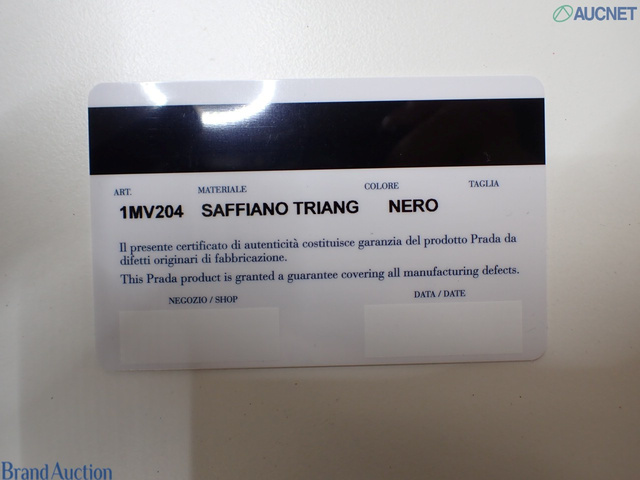 AUCNET
ART. MATERIALE COLORE TAGLIA
1MV204 SAFFIANO TRIANG NERO
Il presente certificato di autenticità costituisce garanzia del prodotto Prada da
difetti originari di fabbricazione.
This Prada product is granted a guarantee covering all manufacturing defects.
NEGOZIO / SHOP DATA / DATE
BrandAuction